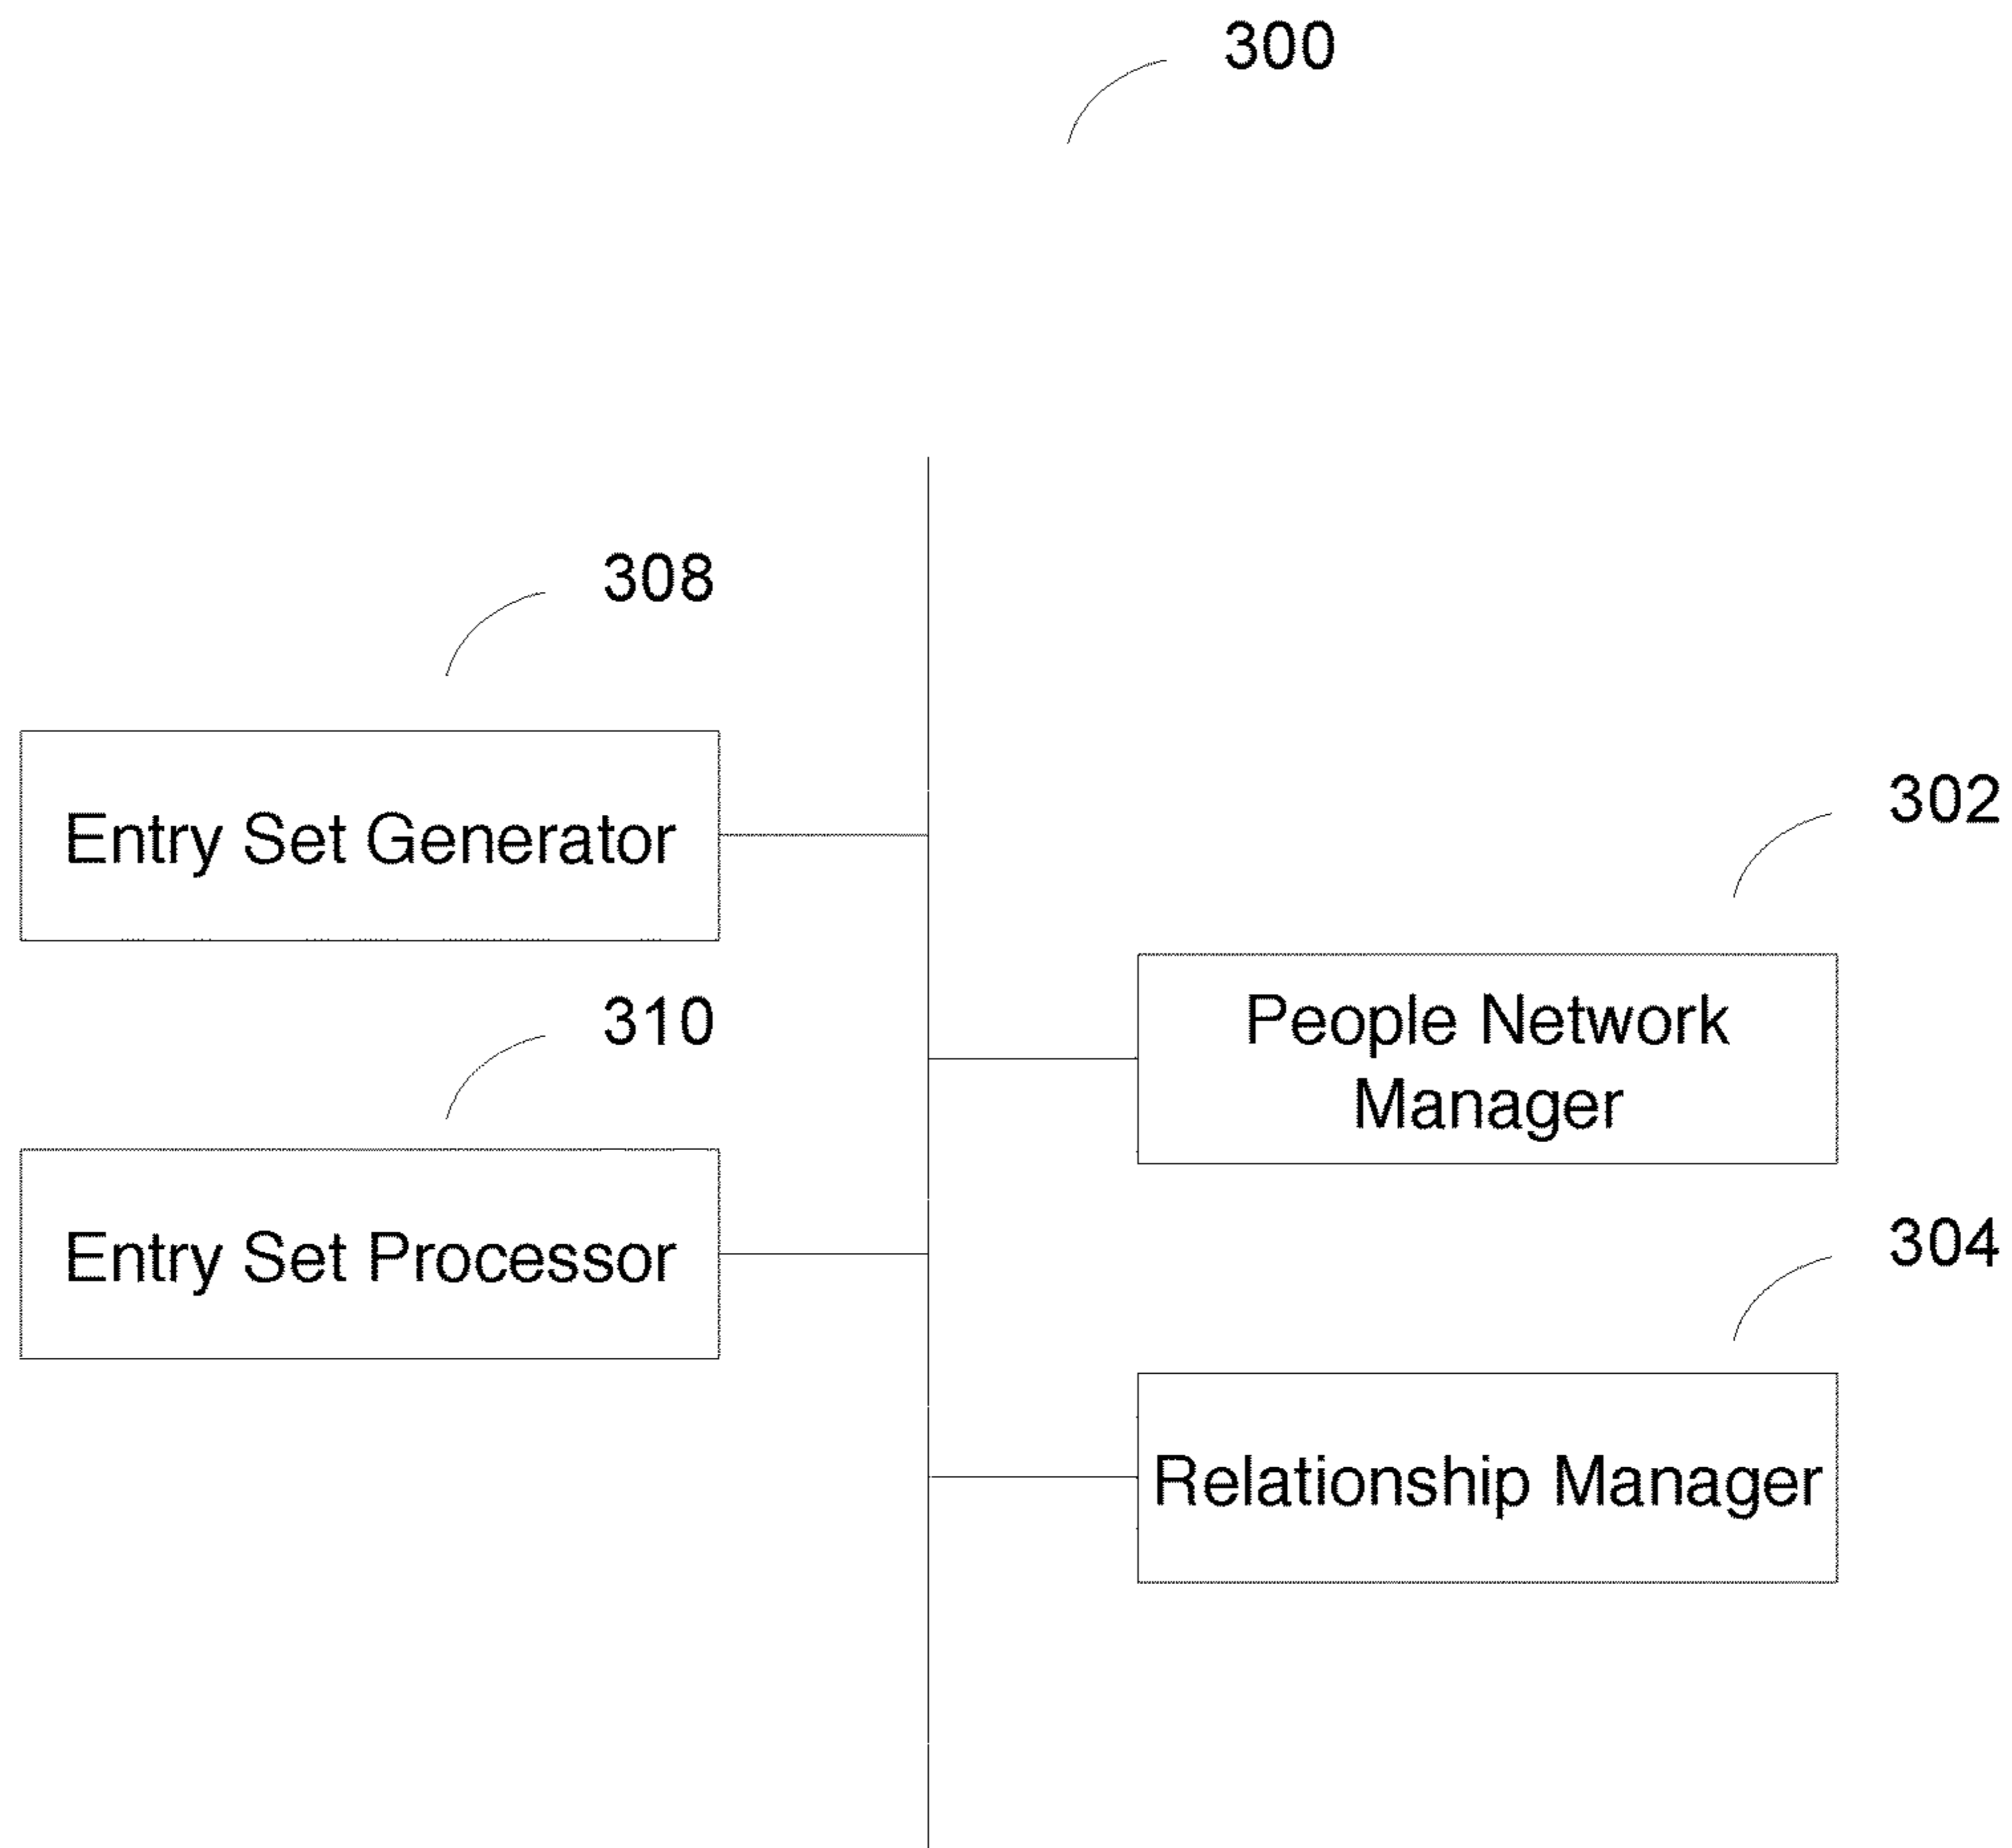 300
308
Entry Set Generator
302
People Network
Manager
310
Entry Set Processor
304
Relationship Manager